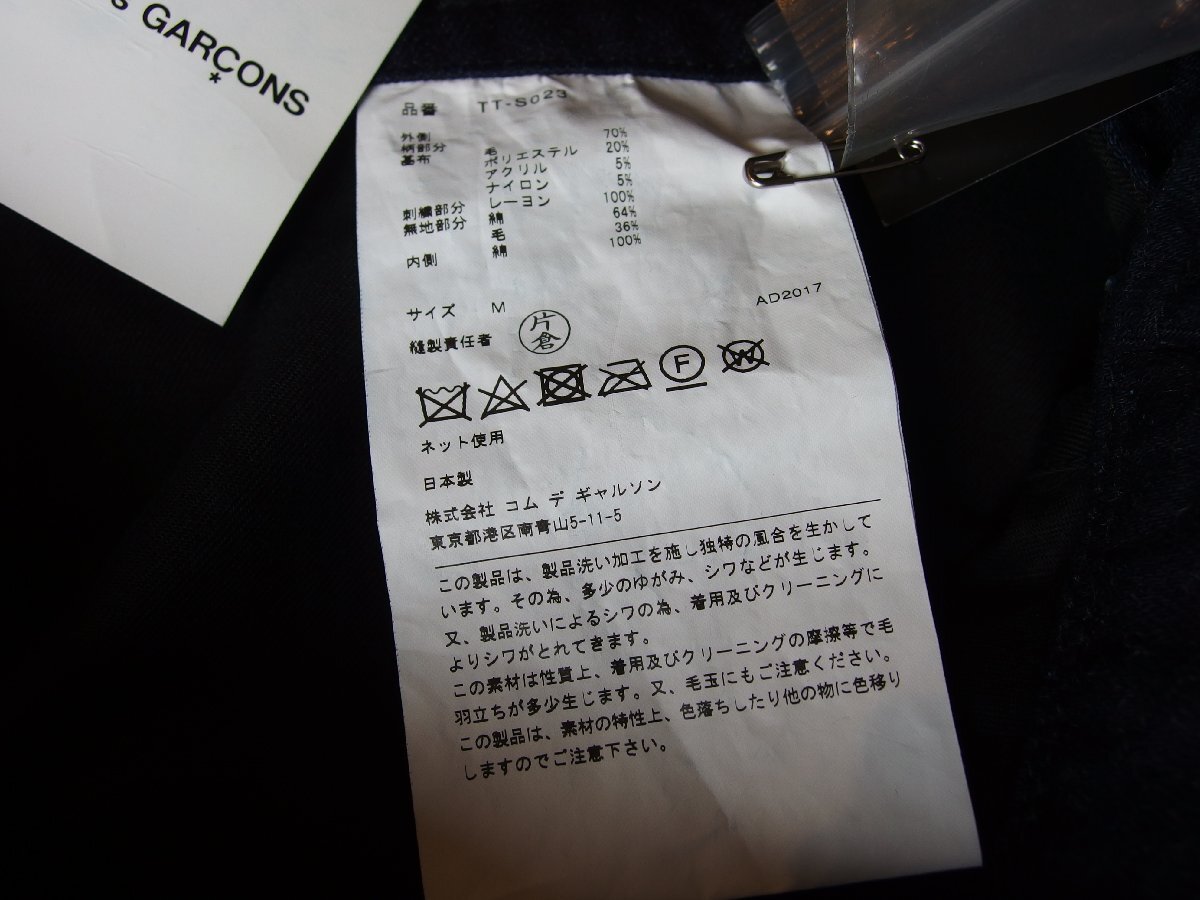 s GARÇONS
*
品番 TT-S023
外側
柄部分 毛 70%
基布 ポリエステル 20%
アクリル 5%
ナイロン 5%
刺繍部分 レーヨン 100%
無地部分 綿 64%
毛 36%
内側 綿 100%
サイズ M
AD2017
縫製責任者 片倉
F
W
ネット使用
日本製
株式会社 コム デ ギャルソン
東京都港区南青山5-11-5
この製品は、製品洗い加工を施し独特の風合を生かして
います。その為、多少のゆがみ、シワなどが生じます。
又、製品洗いによるシワの為、着用及びクリーニングに
よりシワがとれてきます。
この素材は性質上、着用及びクリーニングの摩擦等で毛
羽立ちが多少生じます。又、毛玉にもご注意ください。
この製品は、素材の特性上、色落ちしたり他の物に色移り
しますのでご注意下さい。